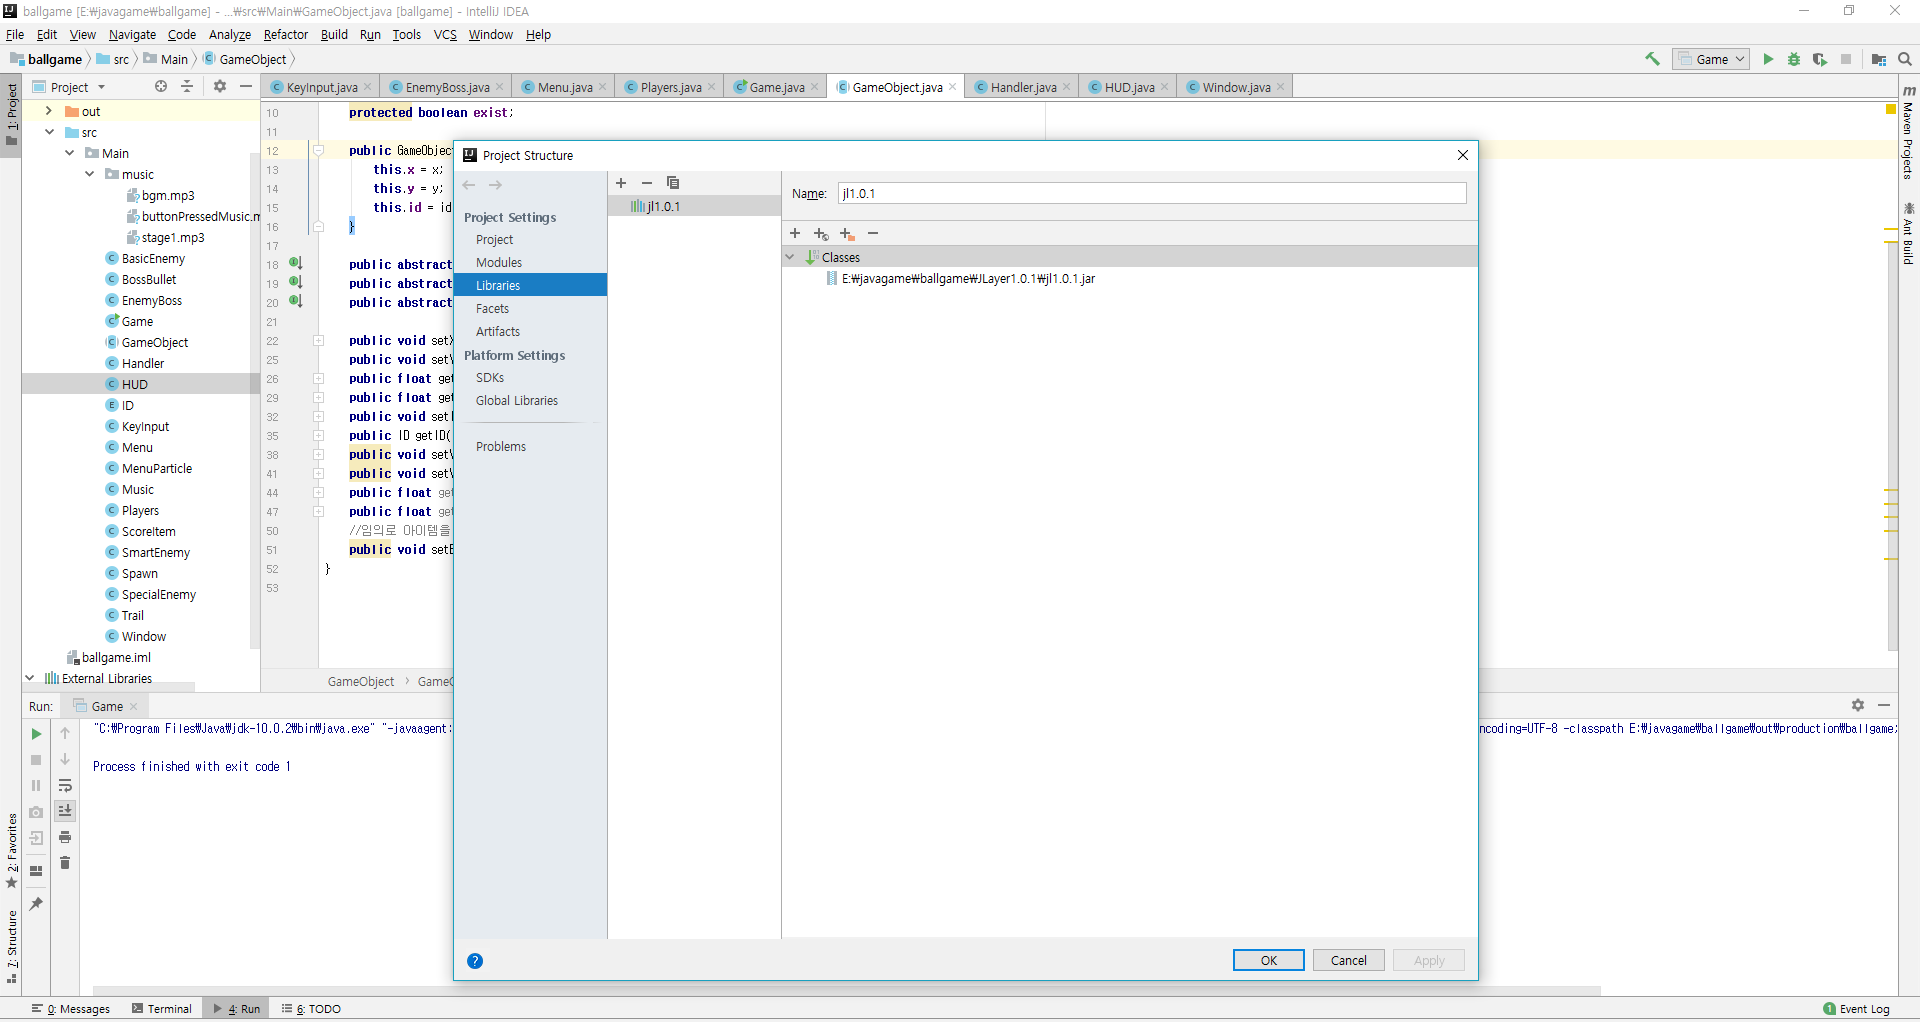 ballgame [E:₩javagame₩ballgame] - ...₩src₩Main₩GameObject.java [ballgame] - IntelliJ IDEA
File Edit View Navigate Code Analyze Refactor Build Run Tools VCS Window Help
ballgame src Main GameObject
Game
1: Project
Project
out
src
Main
music
bgm.mp3
buttonPressedMusic.m
stage1.mp3
BasicEnemy
BossBullet
EnemyBoss
Game
GameObject
Handler
HUD
ID
KeyInput
Menu
MenuParticle
Music
Players
ScoreItem
SmartEnemy
Spawn
SpecialEnemy
Trail
Window
ballgame.iml
External Libraries
KeyInput.java EnemyBoss.java Menu.java Players.java Game.java GameObject.java Handler.java HUD.java Window.java
10 protected boolean exist;
11
12 public GameObject
13 this.x = x;
14 this.y = y;
15 this.id = id
16 }
17
18 public abstract
19 public abstract
20 public abstract
21
22 public void set
25 public void set
26 public float get
29 public float get
32 public void set
35 public ID getID(
38 public void set
41 public void set
44 public float get
47 public float get
50 //임의로 아이템을
51 public void set
52 }
53
GameObject
Project Structure
Project Settings
Project
Modules
Libraries
Facets
Artifacts
Platform Settings
SDKs
Global Libraries
Problems
jl1.0.1
Name: jl1.0.1
Classes
E:₩javagame₩ballgame₩JLayer1.0.1₩jl1.0.1.jar
? OK Cancel Apply
m Maven Projects
Ant Build
Run: Game
"C:₩Program Files₩Java₩jdk-10.0.2₩bin₩java.exe" "-javaagent: ncoding=UTF-8 -classpath E:₩javagame₩ballgame₩out₩production₩ballgame;
Process finished with exit code 1
2: Favorites
7: Structure
0: Messages Terminal 4: Run 6: TODO
1 Event Log